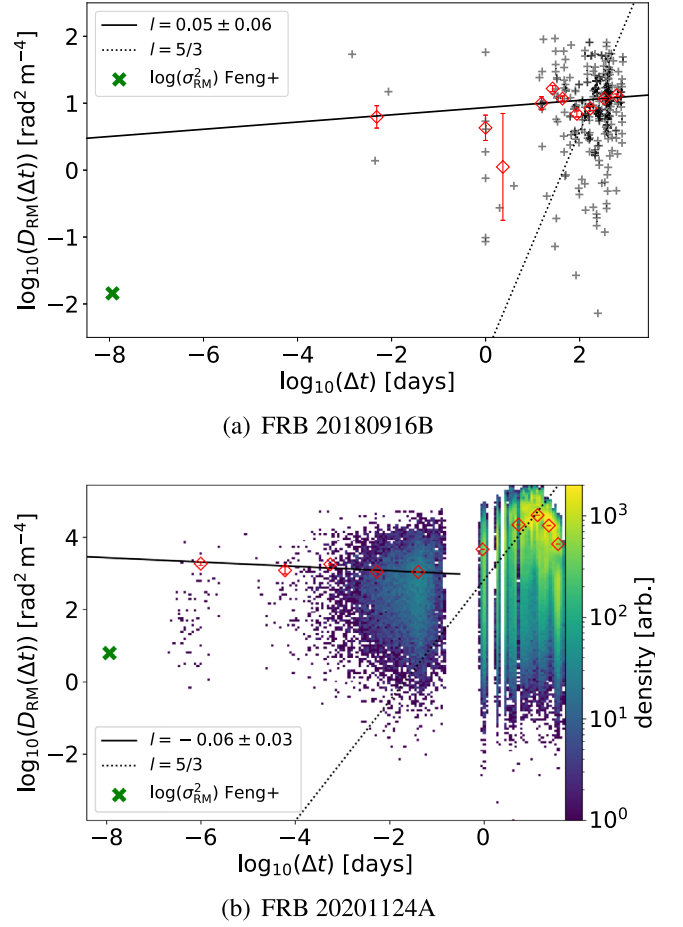 l = 0.05 ± 0.06
l = 5/3
log(σ²_RM) Feng+
log₁₀(D_RM(Δt)) [rad² m⁻⁴]
2
1
0
−1
−2
−8 −6 −4 −2 0 2
log₁₀(Δt) [days]
(a) FRB 20180916B
log₁₀(D_RM(Δt)) [rad² m⁻⁴]
4
2
0
−2
l = −0.06 ± 0.03
l = 5/3
log(σ²_RM) Feng+
−8 −6 −4 −2 0
log₁₀(Δt) [days]
10³
10²
10¹
10⁰
density [arb.]
(b) FRB 20201124A